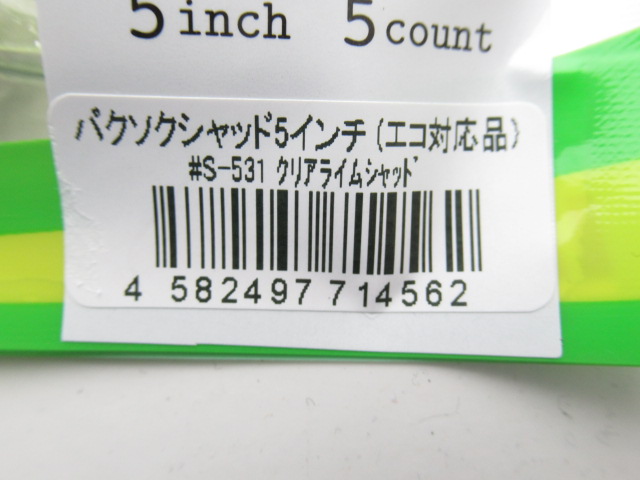 5 inch 5 count
バクソクシャッド5インチ(エコ対応品)
#S-531 クリアライムシャッド
4 582497 714562